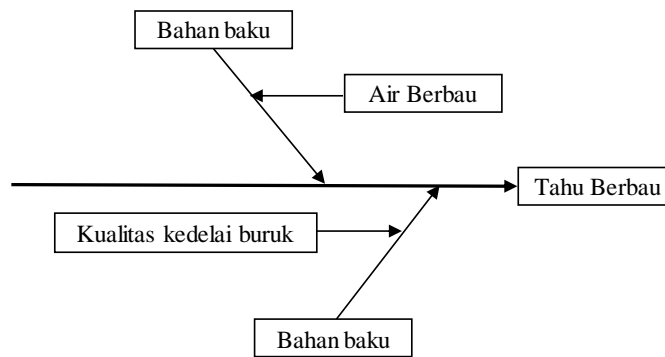 Bahan baku
Air Berbau
Tahu Berbau
Kualitas kedelai buruk
Bahan baku